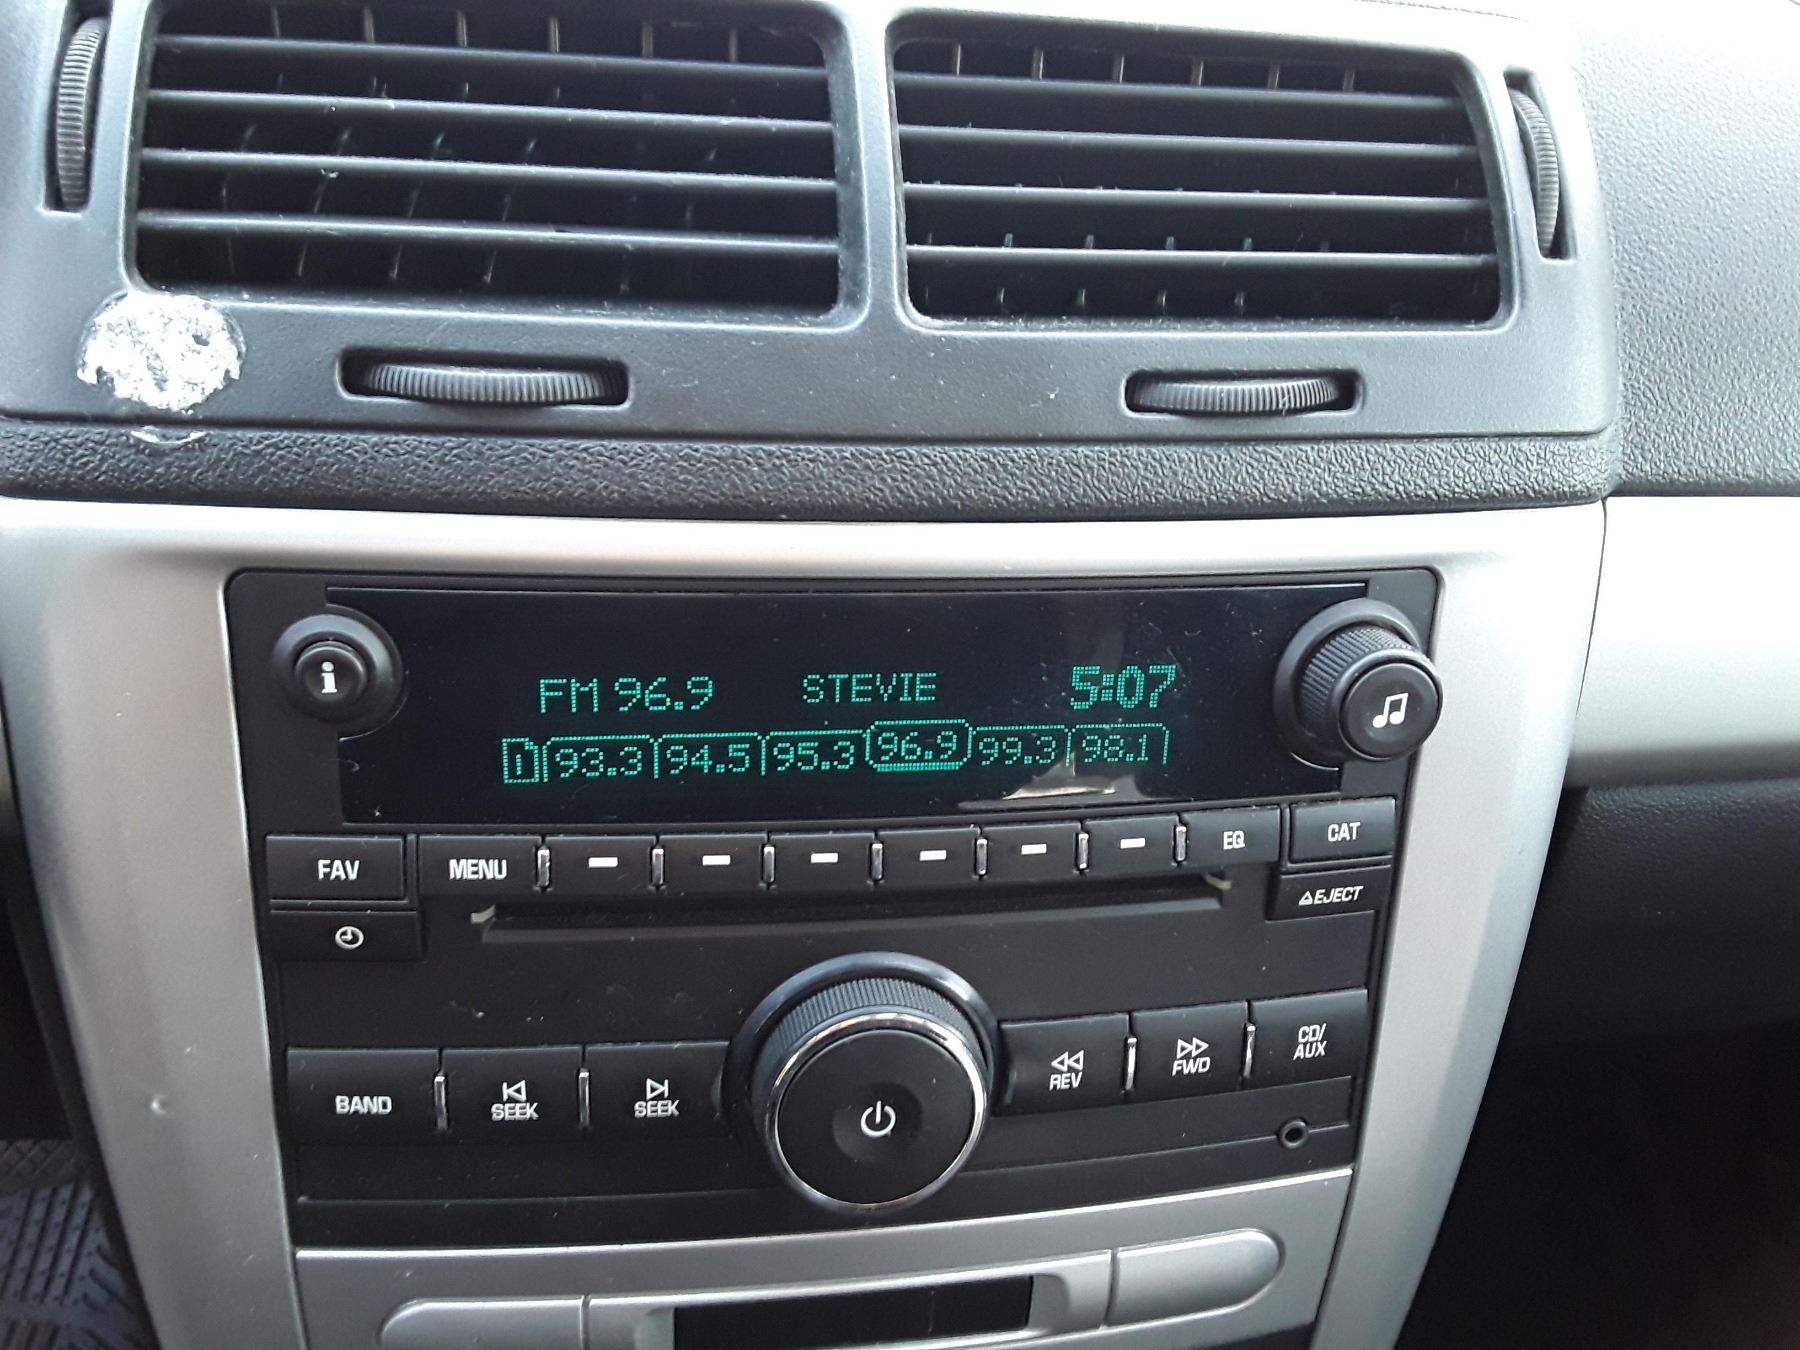 i
FM 96.9 STEVIE 5:07
1 93.3 94.5 95.3 96.9 99.3 98.1
FAV MENU EQ CAT
EJECT
BAND SEEK SEEK REV FWD CD/
AUX